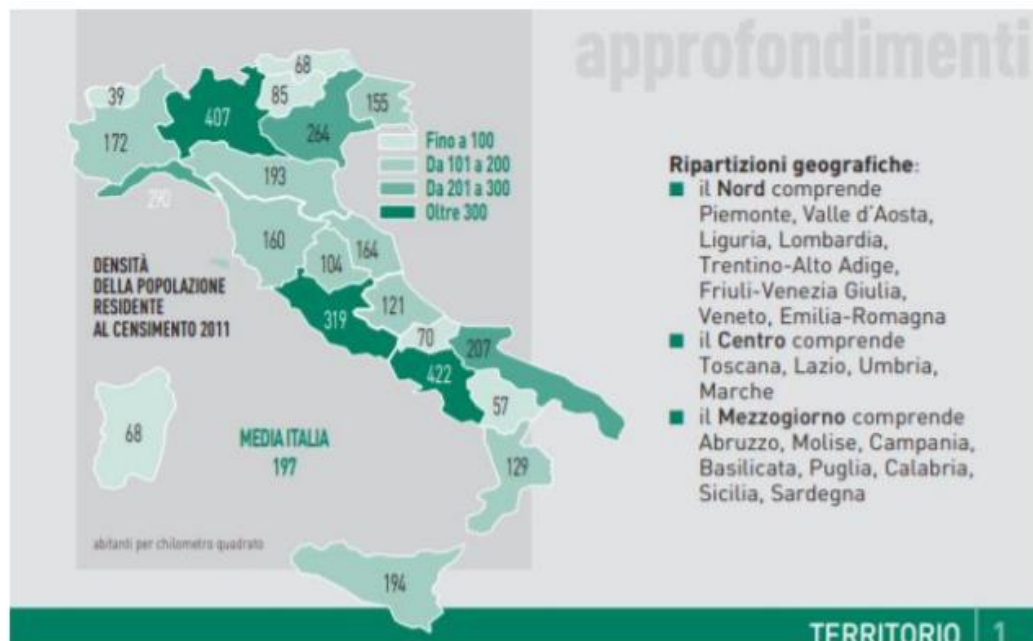 approfondimenti
68
39
85
155
407
264
172
Fino a 100
Da 101 a 200
193
Da 201 a 300
290
Oltre 300
160
164
104
DENSITÀ
DELLA POPOLAZIONE
RESIDENTE
AL CENSIMENTO 2011
121
319
70
207
422
57
68
MEDIA ITALIA
197
129
abitanti per chilometro quadrato
194
Ripartizioni geografiche:
il Nord comprende
Piemonte, Valle d'Aosta,
Liguria, Lombardia,
Trentino-Alto Adige,
Friuli-Venezia Giulia,
Veneto, Emilia-Romagna
il Centro comprende
Toscana, Lazio, Umbria,
Marche
il Mezzogiorno comprende
Abruzzo, Molise, Campania,
Basilicata, Puglia, Calabria,
Sicilia, Sardegna
TERRITORIO 1